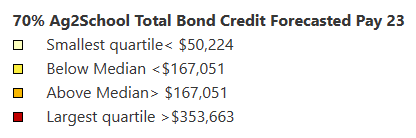 70% Ag2School Total Bond Credit Forecasted Pay 23
Smallest quartile< $50,224
Below Median <$167,051
Above Median> $167,051
Largest quartile >$353,663